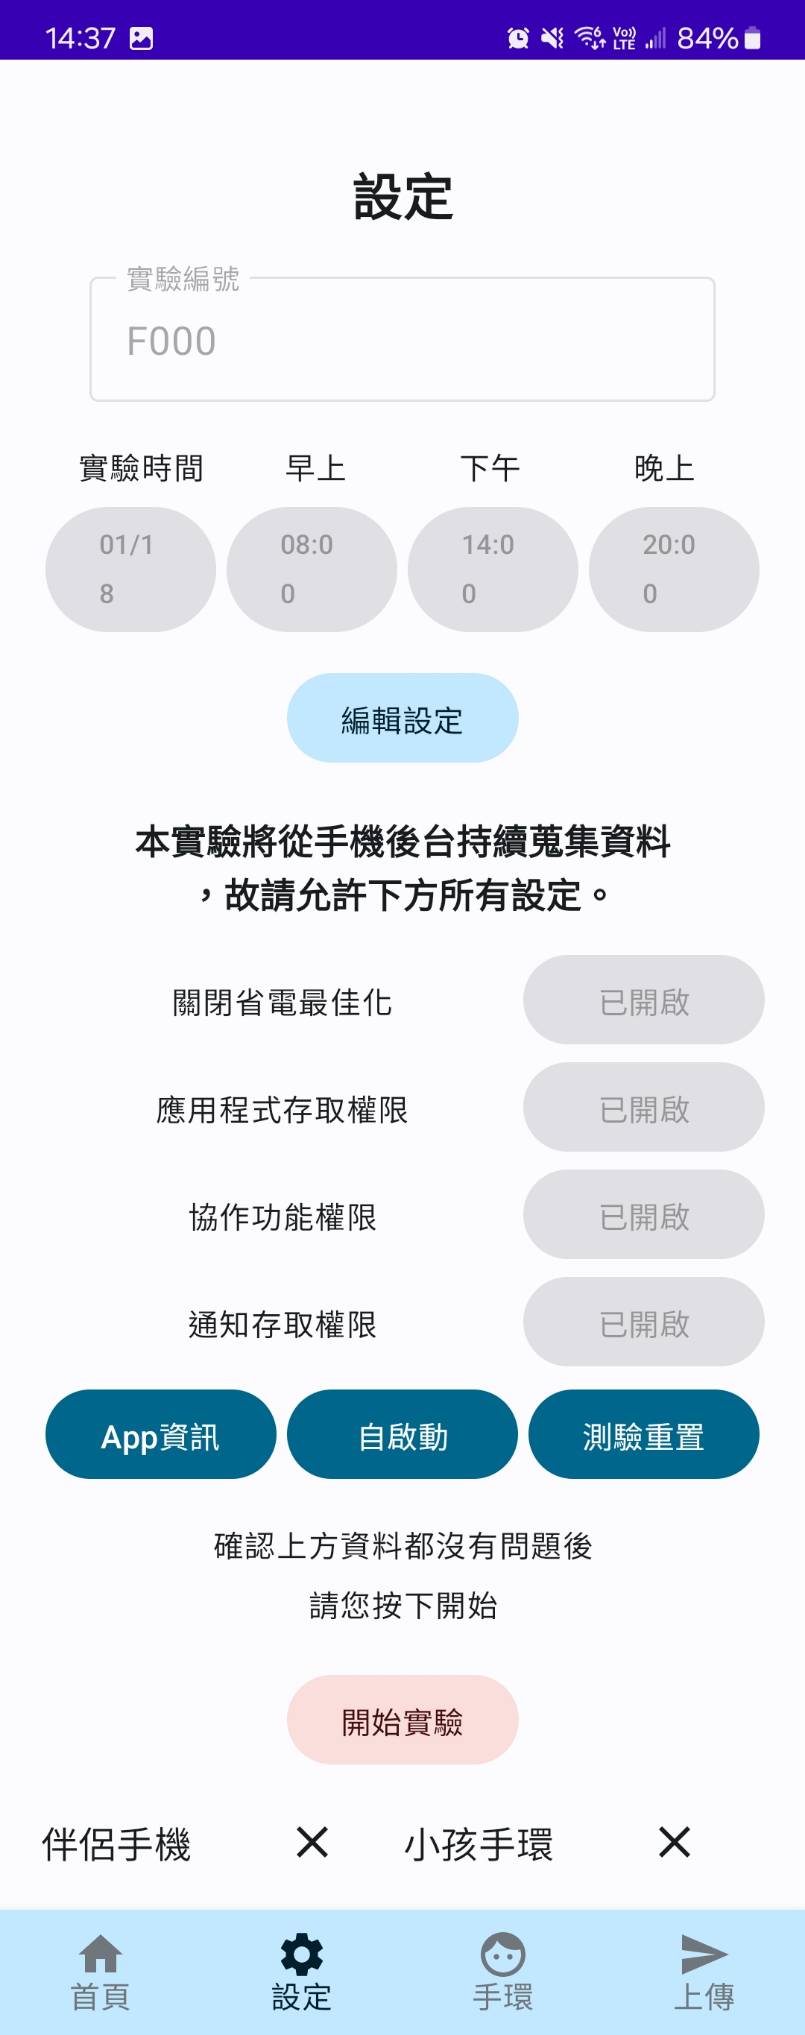 14:37
Vo))
LTE
84%
設定
實驗編號
F000
實驗時間 早上 下午 晚上
01/1
8
08:0
0
14:0
0
20:0
0
編輯設定
本實驗將從手機後台持續蒐集資料
，故請允許下方所有設定。
關閉省電最佳化 已開啟
應用程式存取權限 已開啟
協作功能權限 已開啟
通知存取權限 已開啟
App資訊 自啟動 測驗重置
確認上方資料都沒有問題後
請您按下開始
開始實驗
伴侶手機 小孩手環
首頁 設定 手環 上傳